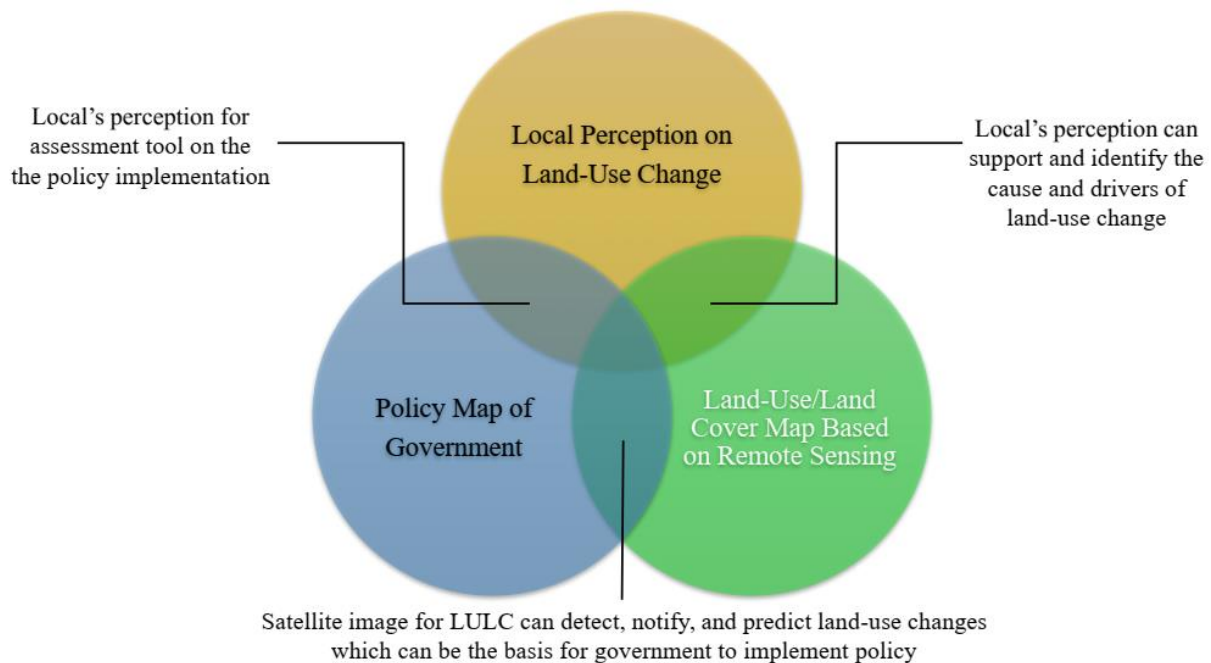 Local’s perception for
assessment tool on the
the policy implementation
Local Perception on
Land-Use Change
Local’s perception can
support and identify the
cause and drivers of
land-use change
Policy Map of
Government
Land-Use/Land
Cover Map Based
on Remote Sensing
Satellite image for LULC can detect, notify, and predict land-use changes
which can be the basis for government to implement policy